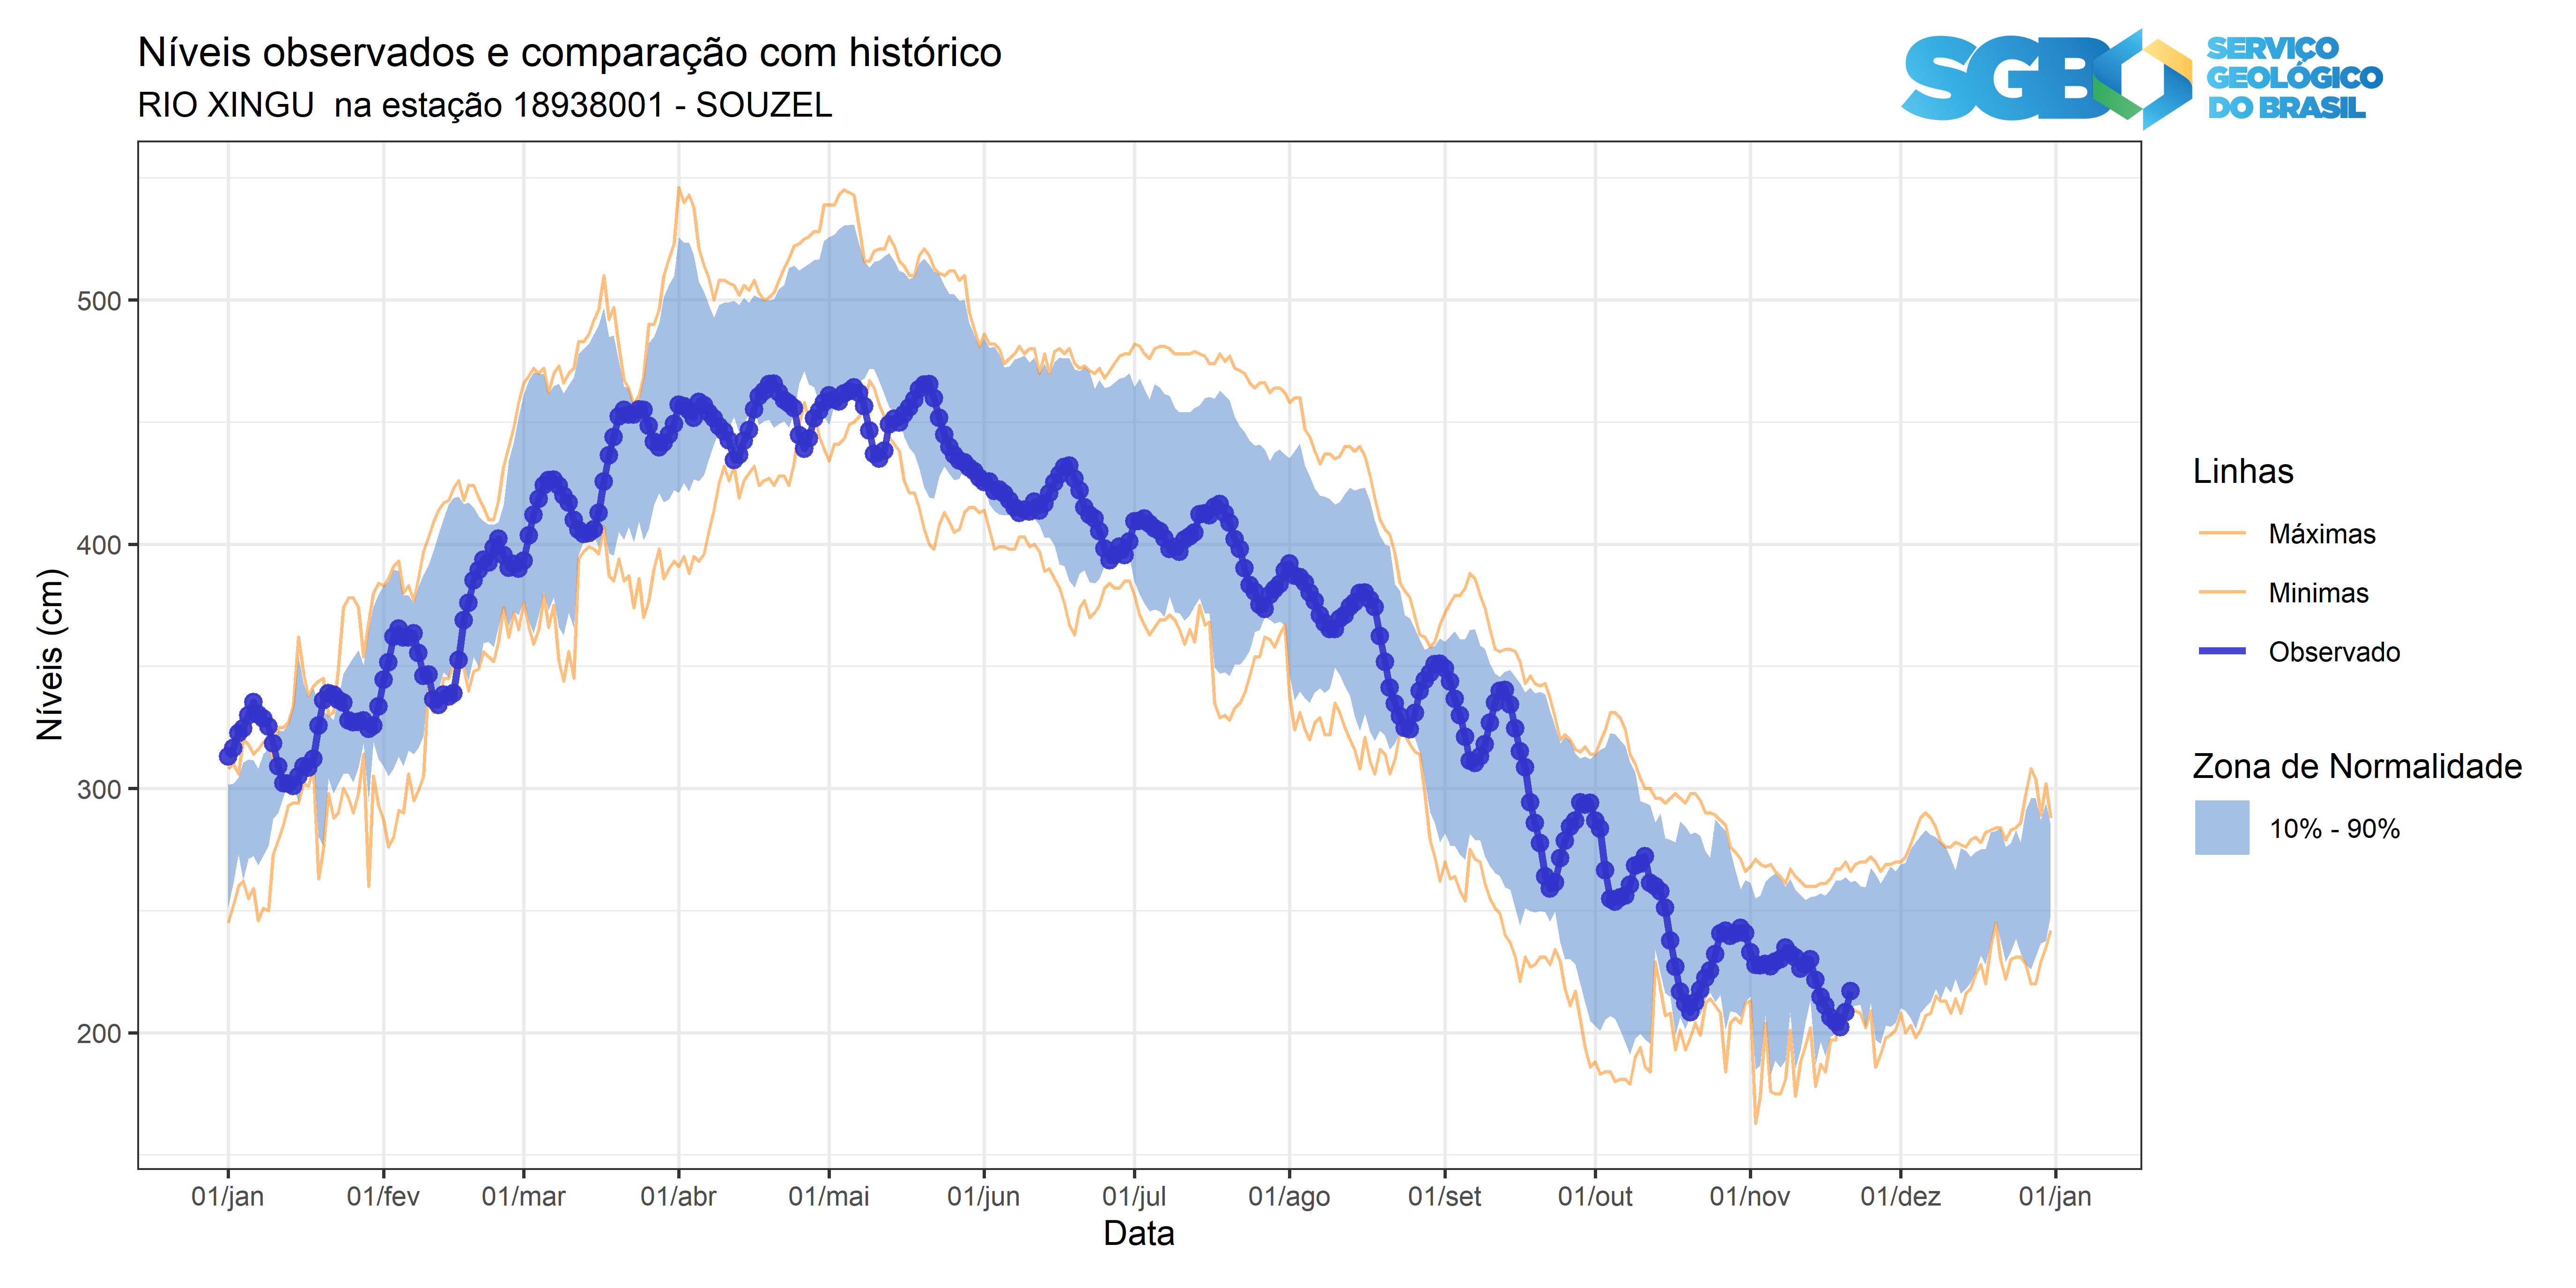 Níveis observados e comparação com histórico
RIO XINGU  na estação 18938001 - SOUZEL
SGB
SERVIÇO
GEOLÓGICO
DO BRASIL
Níveis (cm)
500
400
300
200
01/jan
01/fev
01/mar
01/abr
01/mai
01/jun
01/jul
01/ago
01/set
01/out
01/nov
01/dez
01/jan
Data
Linhas
Máximas
Minimas
Observado
Zona de Normalidade
10% - 90%